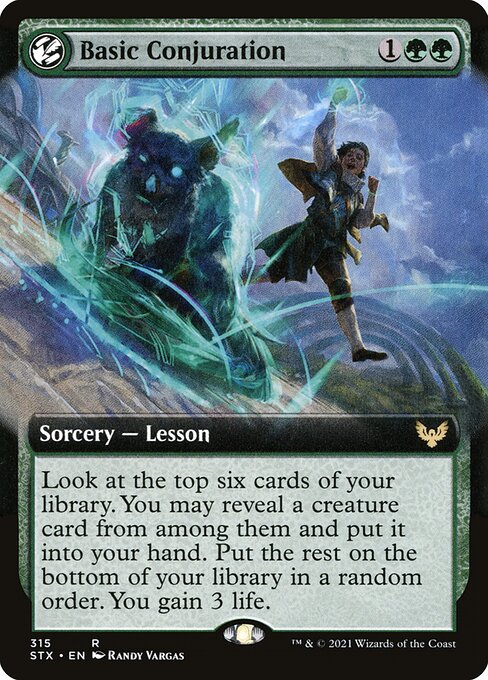 Basic Conjuration 1
Sorcery — Lesson
Look at the top six cards of your
library. You may reveal a creature
card from among them and put it
into your hand. Put the rest on the
bottom of your library in a random
order. You gain 3 life.
315 R
STX • EN Randy Vargas
™ & © 2021 Wizards of the Coast